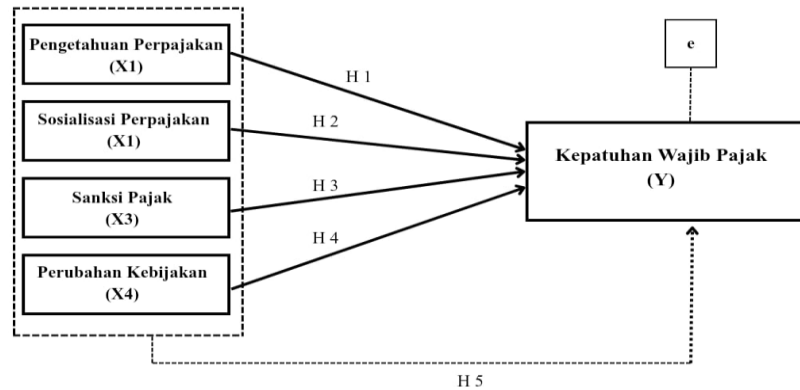 Pengetahuan Perpajakan
(X1)
Sosialisasi Perpajakan
(X1)
Sanksi Pajak
(X3)
Perubahan Kebijakan
(X4)
H 1
H 2
H 3
H 4
e
Kepatuhan Wajib Pajak
(Y)
H 5